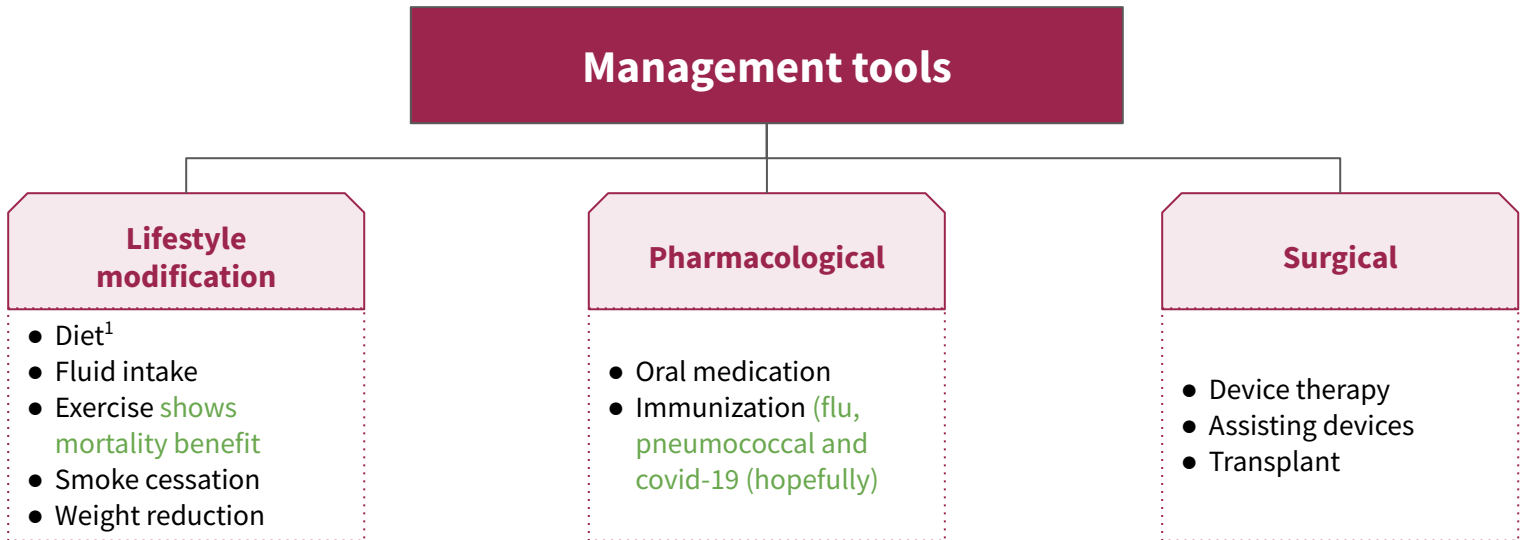 Management tools
Lifestyle
modification
● Diet¹
● Fluid intake
● Exercise shows
mortality benefit
● Smoke cessation
● Weight reduction
Pharmacological
● Oral medication
● Immunization (flu,
pneumococcal and
covid-19 (hopefully)
Surgical
● Device therapy
● Assisting devices
● Transplant